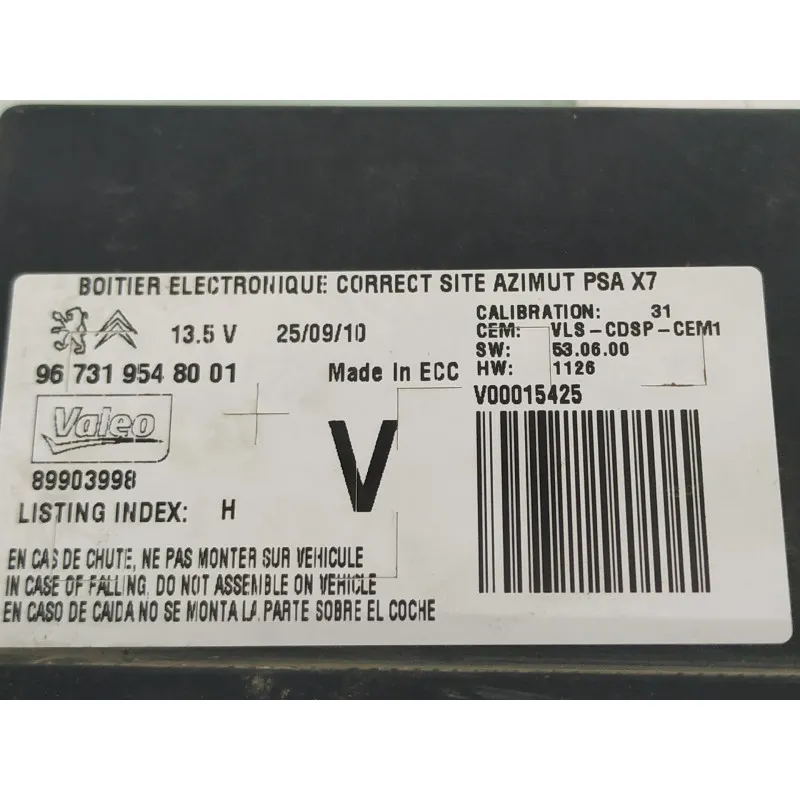 BOITIER ELECTRONIQUE CORRECT SITE AZIMUT PSA X7
13.5 V 25/09/10
96 731 954 80 01 Made In ECC
Valeo
89903998
LISTING INDEX: H
V
CALIBRATION: 31
CEM: VLS-CDSP-CEM1
SW: 53.06.00
HW: 1126
V00015425
EN CAS DE CHUTE, NE PAS MONTER SUR VEHICULE
IN CASE OF FALLING, DO NOT ASSEMBLE ON VEHICLE
EN CASO DE CAIDA NO SE MONTA LA PARTE SOBRE EL COCHE